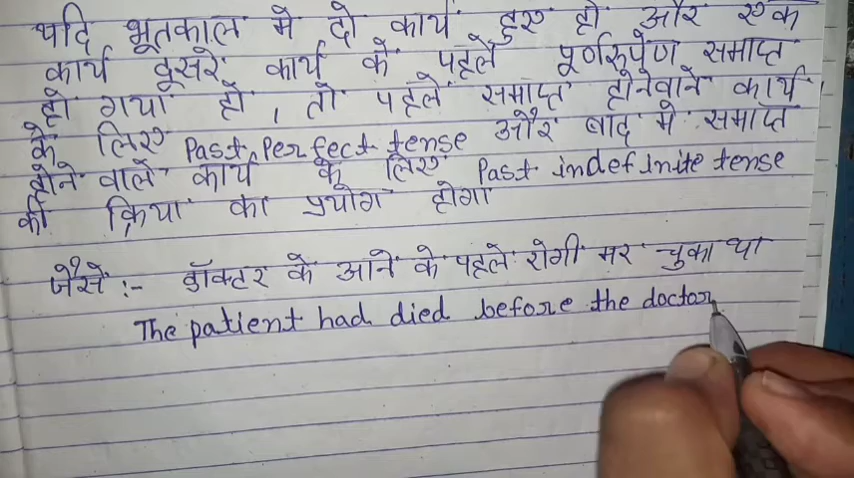 यदि भूतकाल मे दो कार्य हुए हो और एक
कार्य दूसरे कार्य के पहले पूर्णरुपेण समाप्त
हो गया हो, तो पहले समाप्त होनेवाले कार्य
के लिए Past Perfect tense और बाद मे समाप्त
होने वाले कार्य के लिए Past indefinite tense
की क्रिया का प्रयोग होगा
जैसे :- डॉक्टर के आने के पहले रोगी मर चुका था
The patient had died before the doctor